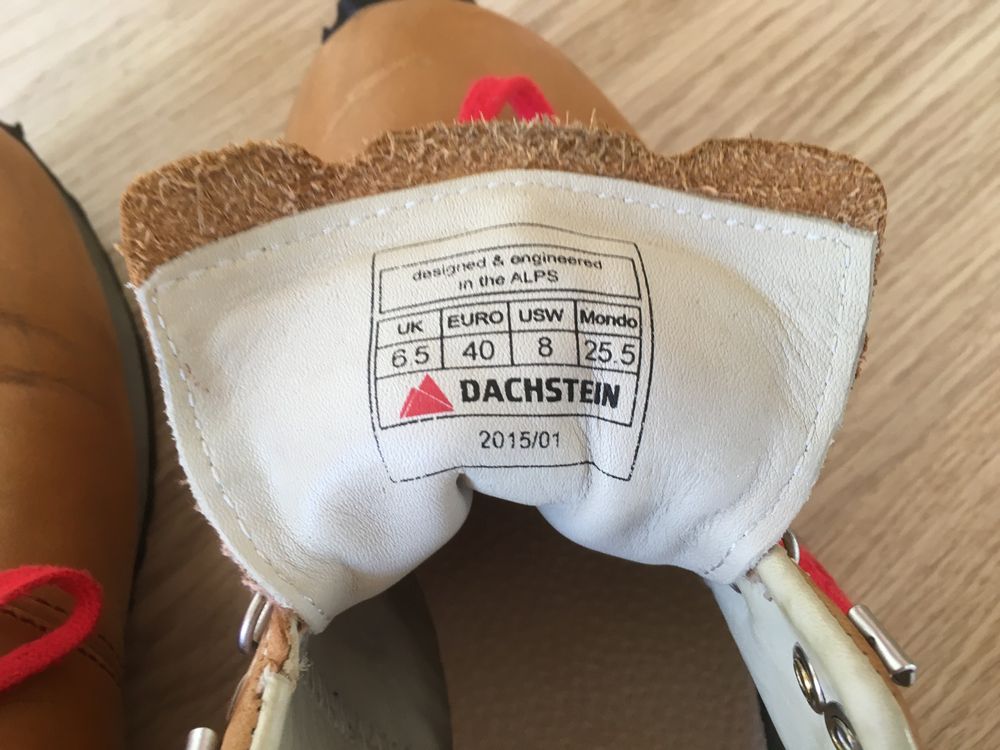 designed & engineered
in the ALPS
UK EURO USW Mondo
6.5 40 8 25.5
DACHSTEIN
2015/01